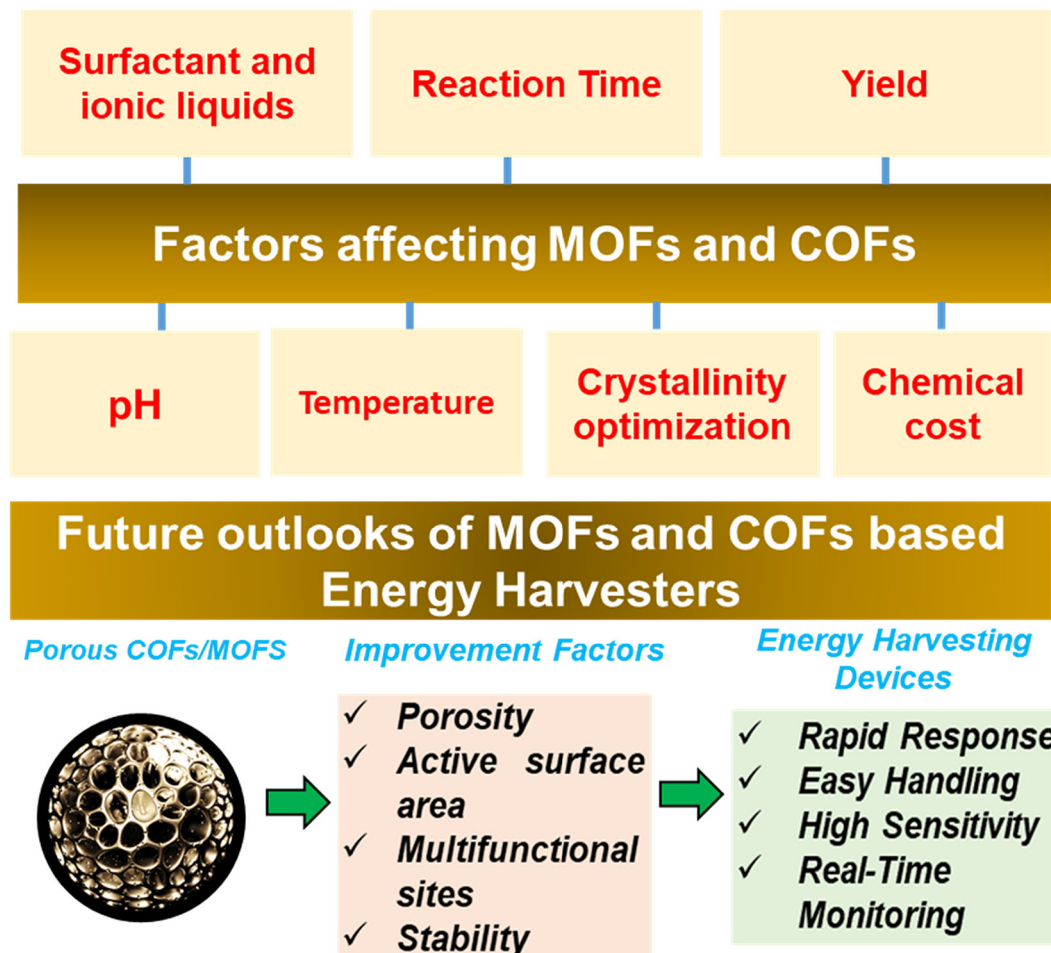 Surfactant and
ionic liquids
Reaction Time
Yield
Factors affecting MOFs and COFs
pH
Temperature
Crystallinity
optimization
Chemical
cost
Future outlooks of MOFs and COFs based
Energy Harvesters
Porous COFs/MOFS
Improvement Factors
Energy Harvesting
Devices
✓ Porosity
✓ Active surface
area
✓ Multifunctional
sites
✓ Stability
✓ Rapid Response
✓ Easy Handling
✓ High Sensitivity
✓ Real-Time
Monitoring